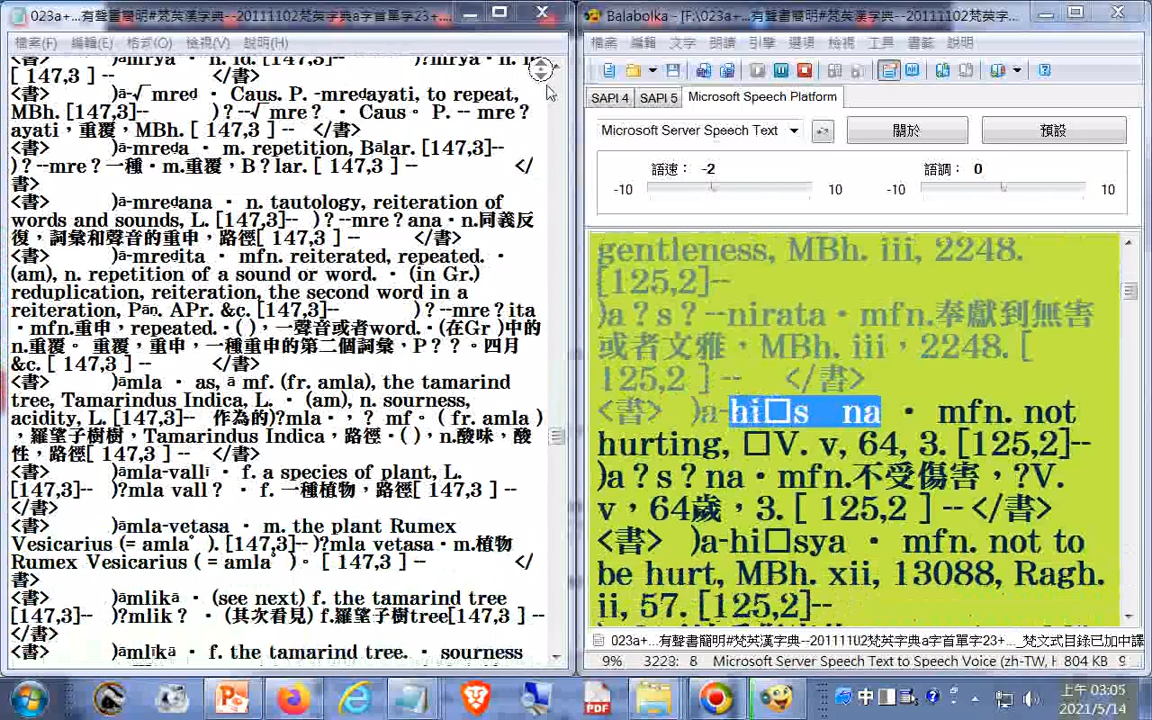 023a+...有聲書簡明#梵英漢字典--20111102梵英字典a字首單字23+...
檔案(F) 編輯(E) 格式(O) 檢視(V) 說明(H)
[ 147,3 ] -- </書>
<書> )ā-√mreḍ • Caus. P. -mreḍayati, to repeat,
MBh. [147,3]-- )?--√mre? • Caus。P. -- mre?
ayati，重覆，MBh. [ 147,3 ] -- </書>
<書> )ā-mreḍa • m. repetition, Bālar. [147,3]--
)?--mre?一種・m.重覆，B?lar. [ 147,3 ] -- </
書>
<書> )ā-mreḍana • n. tautology, reiteration of
words and sounds, L. [147,3]-- )?--mre?ana・n.同義反
復，詞彙和聲音的重申，路徑[ 147,3 ] -- </書>
<書> )ā-mreḍita • mfn. reiterated, repeated. •
(am), n. repetition of a sound or word. • (in Gr.)
reduplication, reiteration, the second word in a
reiteration, Pāṇ. APr. &c. [147,3]-- )?--mre?ita
・mfn.重申，repeated.・( )，一聲音或者word.・(在Gr )中的
n.重覆。重覆，重申，一種重申的第二個詞彙，P??。四月
&c. [ 147,3 ] -- </書>
<書> )āmla • as, ā mf. (fr. amla), the tamarind
tree, Tamarindus Indica, L. • (am), n. sourness,
acidity, L. [147,3]-- 作為的)?mla・，? mf。( fr. amla )
，羅望子樹樹，Tamarindus Indica，路徑・( )，n.酸味，酸
性，路徑[ 147,3 ] -- </書>
<書> )āmla-vallī • f. a species of plant, L.
[147,3]-- )?mla vall?・ f. 一種植物，路徑[ 147,3 ] --
</書>
<書> )āmla-vetasa • m. the plant Rumex
Vesicarius (= amla°). [147,3]-- )?mla vetasa・m.植物
Rumex Vesicarius ( = amla°)。[ 147,3 ] -- </
書>
<書> )āmlikā • (see next) f. the tamarind tree
[147,3]-- )?mlik?・ (其次看見) f.羅望子樹tree[147,3 ] --
</書>
<書> )āmlīkā • f. the tamarind tree. • sourness
Balabolka - [F:\023a+...有聲書簡明#梵英漢字典--20111102梵英字...
檔案 編輯 文字 朗讀 引擎 選項 檢視 工具 書籤 說明
SAPI 4 SAPI 5 Microsoft Speech Platform
Microsoft Server Speech Text 關於 預設
語速： -2 語調： 0
-10 10 -10 10
gentleness, MBh. iii, 2248.
[125,2]--
)a?s?--nirata・mfn.奉獻到無害
或者文雅，MBh. iii，2248. [
125,2 ] -- </書>
<書> )a-hi□s na • mfn. not
hurting, □V. v, 64, 3. [125,2]--
)a?s?na・mfn.不受傷害，?V.
v，64歲，3. [ 125,2 ] -- </書>
<書> )a-hi□sya • mfn. not to
be hurt, MBh. xii, 13088, Ragh.
ii, 57. [125,2]--
023a+...有聲書簡明#梵英漢字典--20111102梵英字典a字首單字23+..._梵文式目錄已加中譯
9% 3223: 8 Microsoft Server Speech Text to Speech Voice (zh-TW, H 804 KB 9
中
上午 03:05
2021/5/14